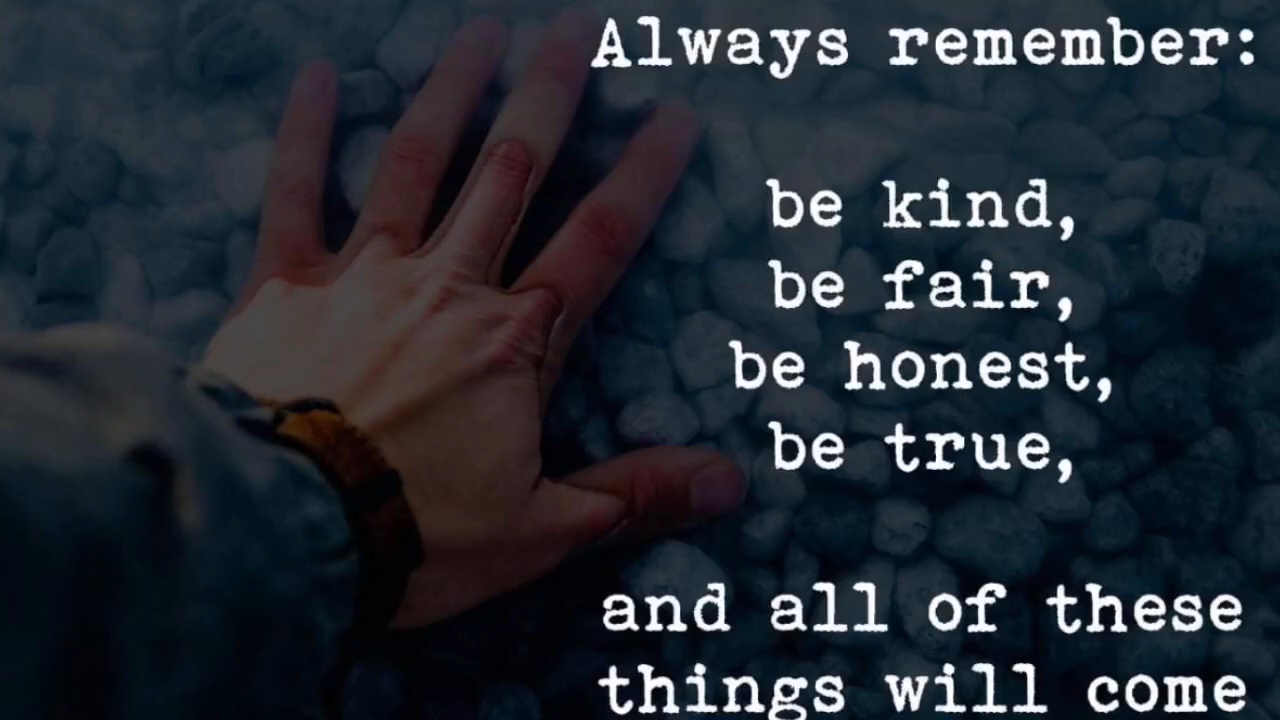 Always remember:
be kind,
be fair,
be honest,
be true,
and all of these
things will come